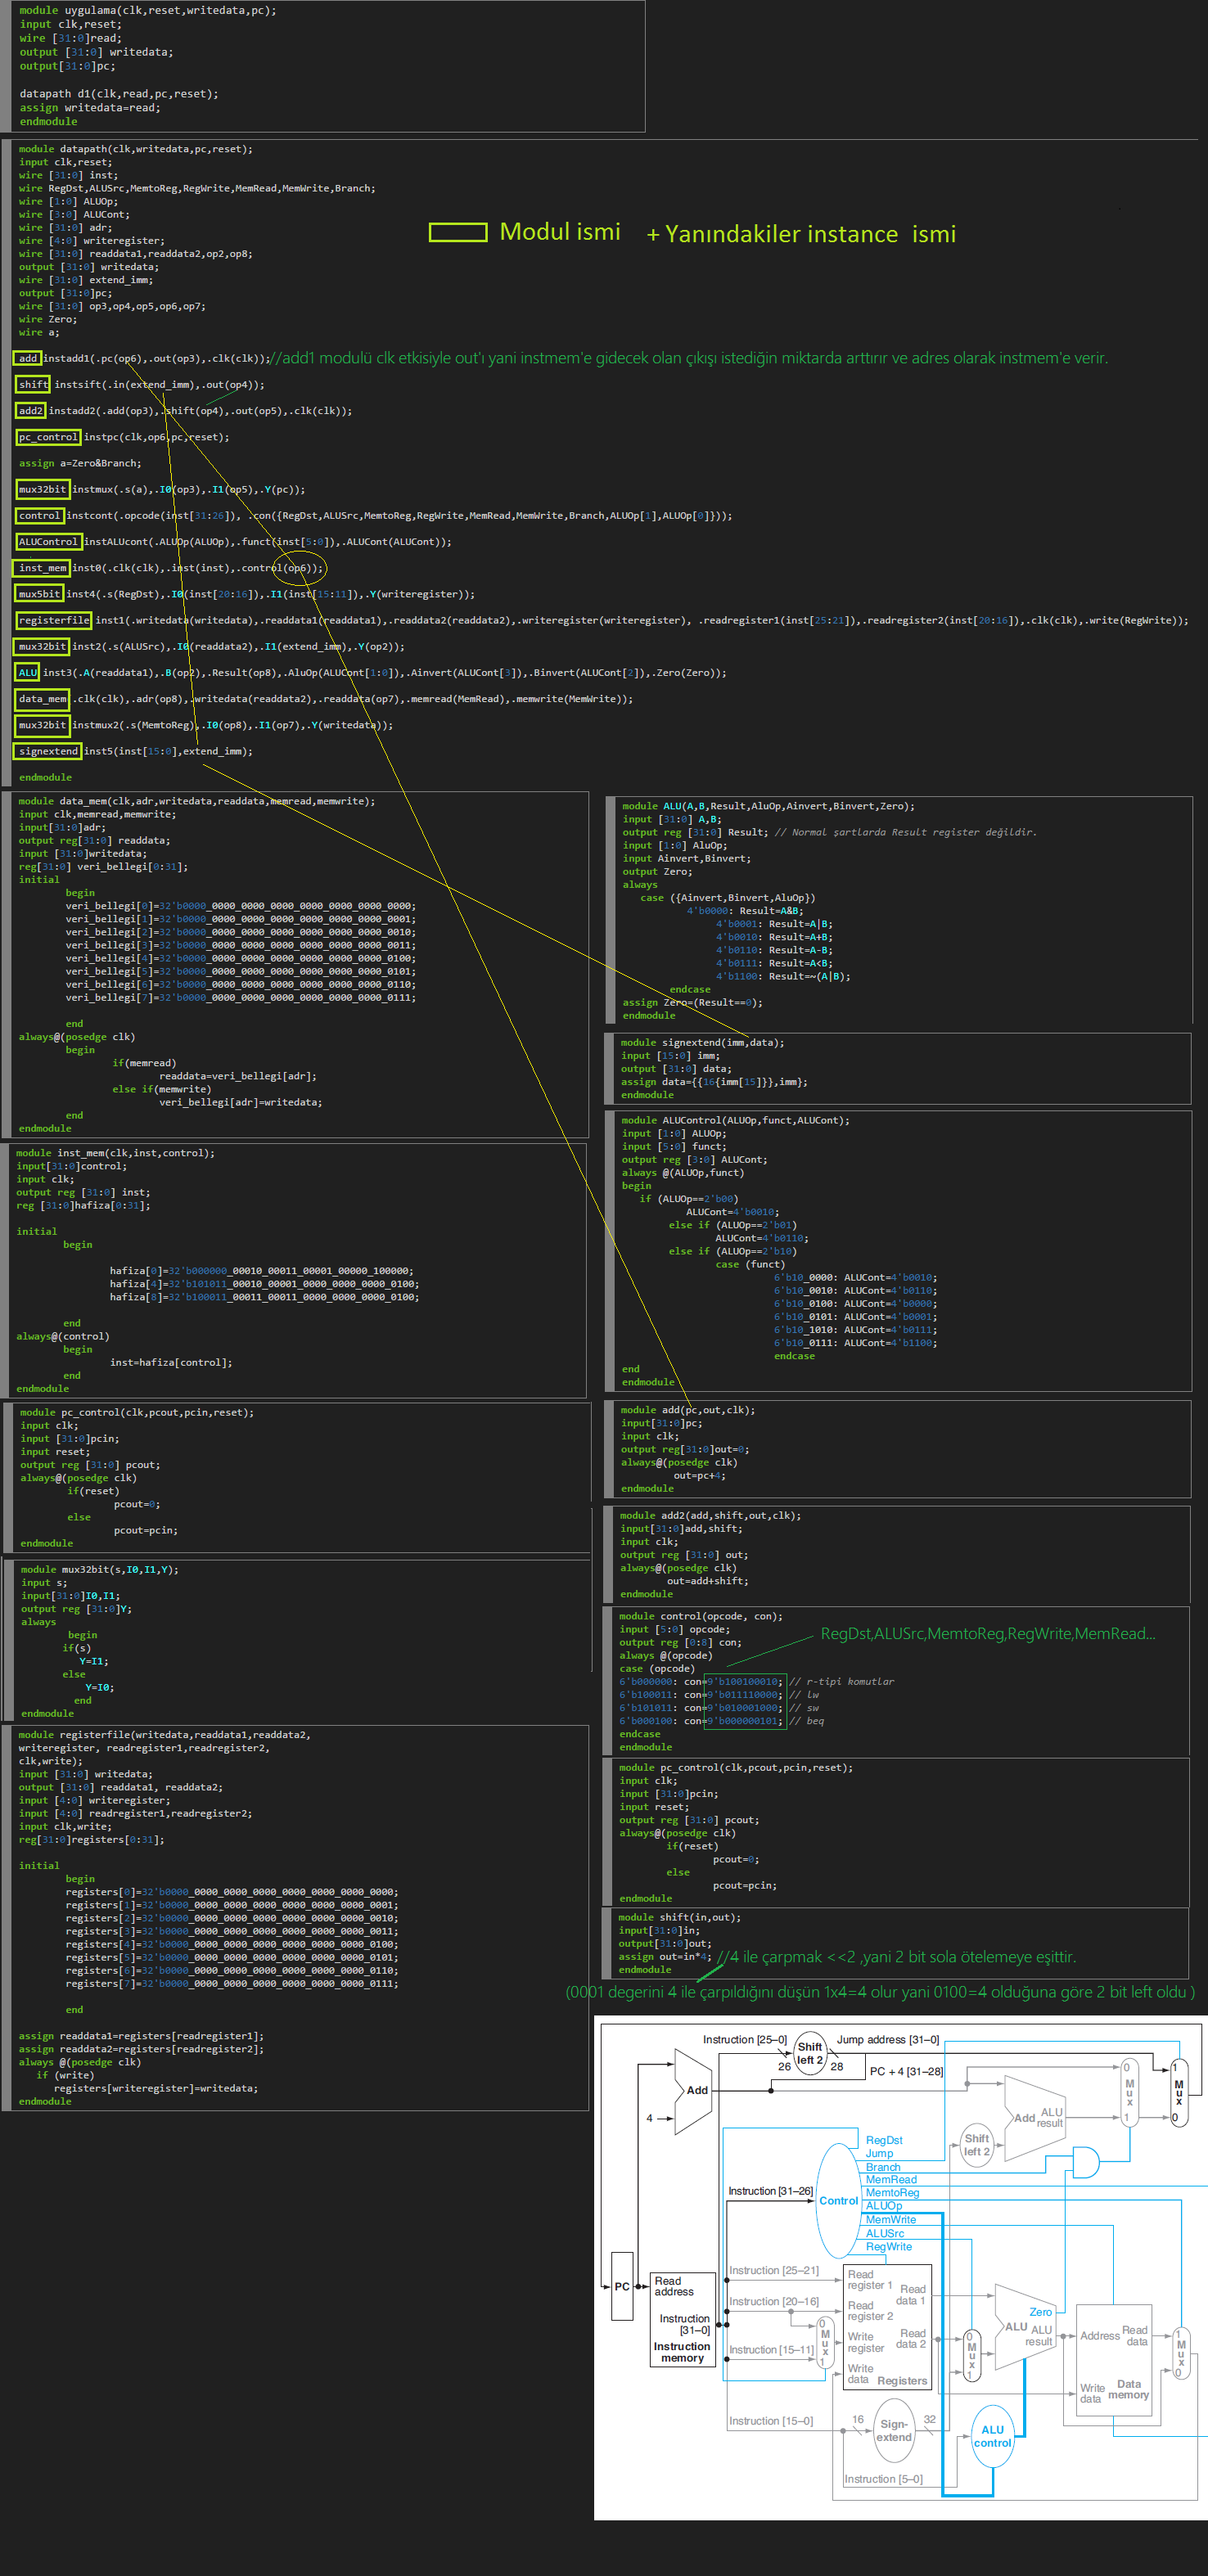 module uygulama(clk,reset,writedata,pc);
input clk,reset;
wire [31:0]read;
output [31:0] writedata;
output[31:0]pc;
datapath d1(clk,read,pc,reset);
assign writedata=read;
endmodule
module datapath(clk,writedata,pc,reset);
input clk,reset;
wire [31:0] inst;
wire RegDst,ALUSrc,MemtoReg,RegWrite,MemRead,MemWrite,Branch;
wire [1:0] ALUOp;
wire [3:0] ALUCont;
wire [31:0] adr;
wire [4:0] writeregister;
wire [31:0] readdata1,readdata2,op2,op8;
output [31:0] writedata;
wire [31:0] extend_imm;
output [31:0]pc;
wire [31:0] op3,op4,op5,op6,op7;
wire Zero;
wire a;
Modul ismi + Yanındakiler instance ismi
add instadd1(.pc(op6),.out(op3),.clk(clk));//add1 modulü clk etkisiyle out'ı yani instmem'e gidecek olan çıkışı istediğin miktarda arttırır ve adres olarak instmem'e verir.
shift instsift(.in(extend_imm),.out(op4));
add2 instadd2(.add(op3),.shift(op4),.out(op5),.clk(clk));
pc_control instpc(clk,op6,pc,reset);
assign a=Zero&Branch;
mux32bit instmux(.s(a),.I0(op3),.I1(op5),.Y(pc));
control instcont(.opcode(inst[31:26]), .con({RegDst,ALUSrc,MemtoReg,RegWrite,MemRead,MemWrite,Branch,ALUOp[1],ALUOp[0]}));
ALUControl instALUcont(.ALUOp(ALUOp),.funct(inst[5:0]),.ALUCont(ALUCont));
inst_mem inst0(.clk(clk),.inst(inst),.control(op6));
mux5bit inst4(.s(RegDst),.I0(inst[20:16]),.I1(inst[15:11]),.Y(writeregister));
registerfile inst1(.writedata(writedata),.readdata1(readdata1),.readdata2(readdata2),.writeregister(writeregister), .readregister1(inst[25:21]),.readregister2(inst[20:16]),.clk(clk),.write(RegWrite));
mux32bit inst2(.s(ALUSrc),.I0(readdata2),.I1(extend_imm),.Y(op2));
ALU inst3(.A(readdata1),.B(op2),.Result(op8),.AluOp(ALUCont[1:0]),.Ainvert(ALUCont[3]),.Binvert(ALUCont[2]),.Zero(Zero));
data_mem .clk(clk),.adr(op8),.writedata(readdata2),.readdata(op7),.memread(MemRead),.memwrite(MemWrite));
mux32bit instmux2(.s(MemtoReg),.I0(op8),.I1(op7),.Y(writedata));
signextend inst5(inst[15:0],extend_imm);
endmodule
module data_mem(clk,adr,writedata,readdata,memread,memwrite);
input clk,memread,memwrite;
input[31:0]adr;
output reg[31:0] readdata;
input [31:0]writedata;
reg[31:0] veri_bellegi[0:31];
initial
begin
veri_bellegi[0]=32'b0000_0000_0000_0000_0000_0000_0000_0000;
veri_bellegi[1]=32'b0000_0000_0000_0000_0000_0000_0000_0001;
veri_bellegi[2]=32'b0000_0000_0000_0000_0000_0000_0000_0010;
veri_bellegi[3]=32'b0000_0000_0000_0000_0000_0000_0000_0011;
veri_bellegi[4]=32'b0000_0000_0000_0000_0000_0000_0000_0100;
veri_bellegi[5]=32'b0000_0000_0000_0000_0000_0000_0000_0101;
veri_bellegi[6]=32'b0000_0000_0000_0000_0000_0000_0000_0110;
veri_bellegi[7]=32'b0000_0000_0000_0000_0000_0000_0000_0111;
end
always@(posedge clk)
begin
if(memread)
readdata=veri_bellegi[adr];
else if(memwrite)
veri_bellegi[adr]=writedata;
end
endmodule
module inst_mem(clk,inst,control);
input[31:0]control;
input clk;
output reg [31:0] inst;
reg [31:0]hafiza[0:31];
initial
begin
hafiza[0]=32'b000000_00010_00011_00001_00000_100000;
hafiza[4]=32'b101011_00010_00001_0000_0000_0000_0100;
hafiza[8]=32'b100011_00011_00011_0000_0000_0000_0100;
end
always@(control)
begin
inst=hafiza[control];
end
endmodule
module pc_control(clk,pcout,pcin,reset);
input clk;
input [31:0]pcin;
input reset;
output reg [31:0] pcout;
always@(posedge clk)
if(reset)
pcout=0;
else
pcout=pcin;
endmodule
module mux32bit(s,I0,I1,Y);
input s;
input[31:0]I0,I1;
output reg [31:0]Y;
always
begin
if(s)
Y=I1;
else
Y=I0;
end
endmodule
module registerfile(writedata,readdata1,readdata2,
writeregister, readregister1,readregister2,
clk,write);
input [31:0] writedata;
output [31:0] readdata1, readdata2;
input [4:0] writeregister;
input [4:0] readregister1,readregister2;
input clk,write;
reg[31:0]registers[0:31];
initial
begin
registers[0]=32'b0000_0000_0000_0000_0000_0000_0000_0000;
registers[1]=32'b0000_0000_0000_0000_0000_0000_0000_0001;
registers[2]=32'b0000_0000_0000_0000_0000_0000_0000_0010;
registers[3]=32'b0000_0000_0000_0000_0000_0000_0000_0011;
registers[4]=32'b0000_0000_0000_0000_0000_0000_0000_0100;
registers[5]=32'b0000_0000_0000_0000_0000_0000_0000_0101;
registers[6]=32'b0000_0000_0000_0000_0000_0000_0000_0110;
registers[7]=32'b0000_0000_0000_0000_0000_0000_0000_0111;
end
assign readdata1=registers[readregister1];
assign readdata2=registers[readregister2];
always @(posedge clk)
if (write)
registers[writeregister]=writedata;
endmodule
module ALU(A,B,Result,AluOp,Ainvert,Binvert,Zero);
input [31:0] A,B;
output reg [31:0] Result; // Normal şartlarda Result register değildir.
input [1:0] AluOp;
input Ainvert,Binvert;
output Zero;
always
case ({Ainvert,Binvert,AluOp})
4'b0000: Result=A&B;
4'b0001: Result=A|B;
4'b0010: Result=A+B;
4'b0110: Result=A-B;
4'b0111: Result=A<B;
4'b1100: Result=~(A|B);
endcase
assign Zero=(Result==0);
endmodule
module signextend(imm,data);
input [15:0] imm;
output [31:0] data;
assign data={{16{imm[15]}},imm};
endmodule
module ALUControl(ALUOp,funct,ALUCont);
input [1:0] ALUOp;
input [5:0] funct;
output reg [3:0] ALUCont;
always @(ALUOp,funct)
begin
if (ALUOp==2'b00)
ALUCont=4'b0010;
else if (ALUOp==2'b01)
ALUCont=4'b0110;
else if (ALUOp==2'b10)
case (funct)
6'b10_0000: ALUCont=4'b0010;
6'b10_0010: ALUCont=4'b0110;
6'b10_0100: ALUCont=4'b0000;
6'b10_0101: ALUCont=4'b0001;
6'b10_1010: ALUCont=4'b0111;
6'b10_0111: ALUCont=4'b1100;
endcase
end
endmodule
module add(pc,out,clk);
input[31:0]pc;
input clk;
output reg[31:0]out=0;
always@(posedge clk)
out=pc+4;
endmodule
module add2(add,shift,out,clk);
input[31:0]add,shift;
input clk;
output reg [31:0] out;
always@(posedge clk)
out=add+shift;
endmodule
module control(opcode, con);
input [5:0] opcode;
output reg [0:8] con;
RegDst,ALUSrc,MemtoReg,RegWrite,MemRead...
always @(opcode)
case (opcode)
6'b000000: con=9'b100100010; // r-tipi komutlar
6'b100011: con=9'b011110000; // lw
6'b101011: con=9'b010001000; // sw
6'b000100: con=9'b000000101; // beq
endcase
endmodule
module pc_control(clk,pcout,pcin,reset);
input clk;
input [31:0]pcin;
input reset;
output reg [31:0] pcout;
always@(posedge clk)
if(reset)
pcout=0;
else
pcout=pcin;
endmodule
module shift(in,out);
input[31:0]in;
output[31:0]out;
assign out=in*4; //4 ile çarpmak <<2 ,yani 2 bit sola ötelemeye eşittir.
endmodule
(0001 degerini 4 ile çarpıldığını düşün 1x4=4 olur yani 0100=4 olduğuna göre 2 bit left oldu )
Instruction [25–0]
Shift
left 2
Jump address [31–0]
26
28
PC + 4 [31–28]
Add
4
Add
ALU
result
Shift
left 2
0
M
u
x
1
1
M
u
x
0
RegDst
Jump
Branch
MemRead
MemtoReg
ALUOp
MemWrite
ALUSrc
RegWrite
Instruction [31–26]
Control
PC
Read
address
Instruction
[31–0]
Instruction
memory
Instruction [25–21]
Instruction [20–16]
Instruction [15–11]
0
M
u
x
1
Read
register 1
Read
register 2
Write
register
Write
data
Read
data 1
Read
data 2
Registers
0
M
u
x
1
Zero
ALU
ALU
result
Address
Read
data
Write
data
Data
memory
1
M
u
x
0
Instruction [15–0]
16
Sign-
extend
32
ALU
control
Instruction [5–0]